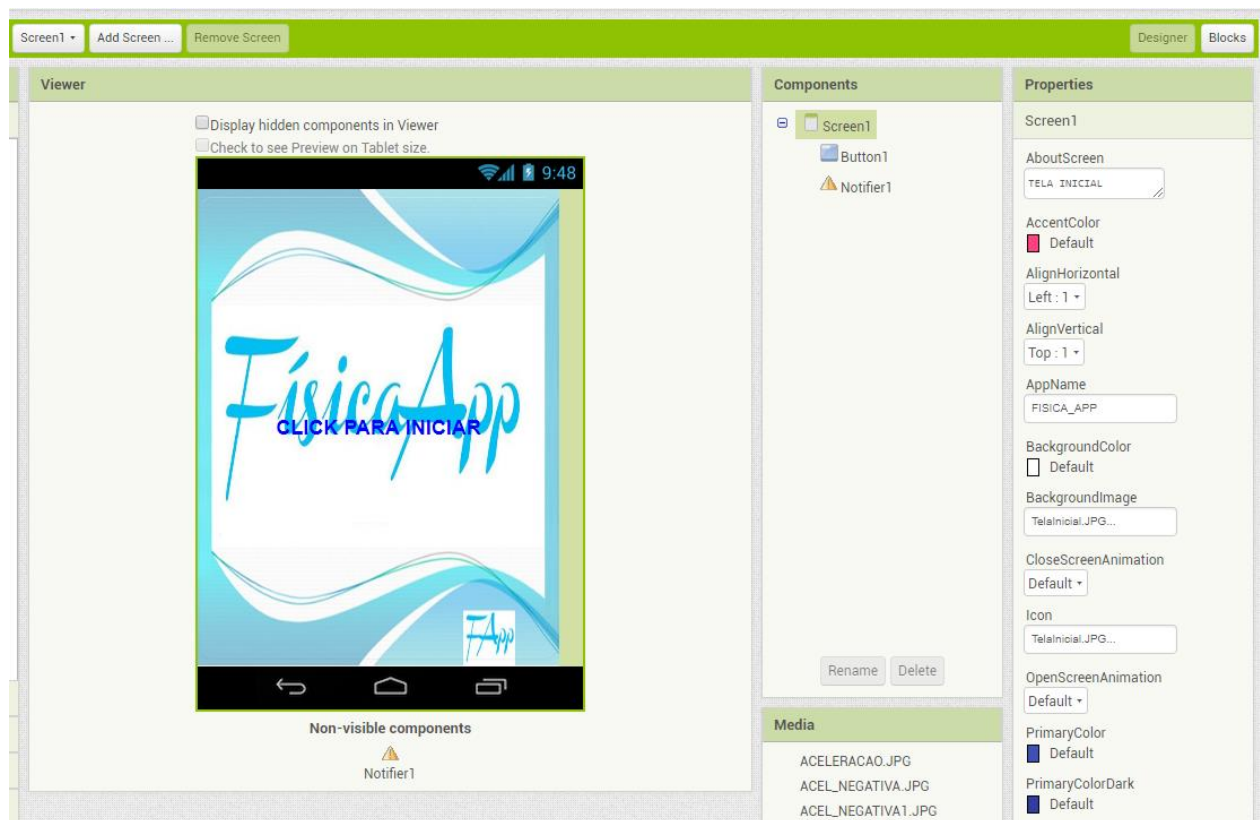 Screen1
Add Screen ...
Remove Screen
Designer
Blocks
Viewer
Display hidden components in Viewer
Check to see Preview on Tablet size.
9:48
FísicaApp
CLICK PARA INICIAR
FApp
Non-visible components
Notifier1
Components
Screen1
Button1
Notifier1
Rename
Delete
Media
ACELERACAO.JPG
ACEL_NEGATIVA.JPG
ACEL_NEGATIVA1.JPG
Properties
Screen1
AboutScreen
TELA INICIAL
AccentColor
Default
AlignHorizontal
Left : 1
AlignVertical
Top : 1
AppName
FISICA_APP
BackgroundColor
Default
BackgroundImage
TelaInicial.JPG...
CloseScreenAnimation
Default
Icon
TelaInicial.JPG...
OpenScreenAnimation
Default
PrimaryColor
Default
PrimaryColorDark
Default